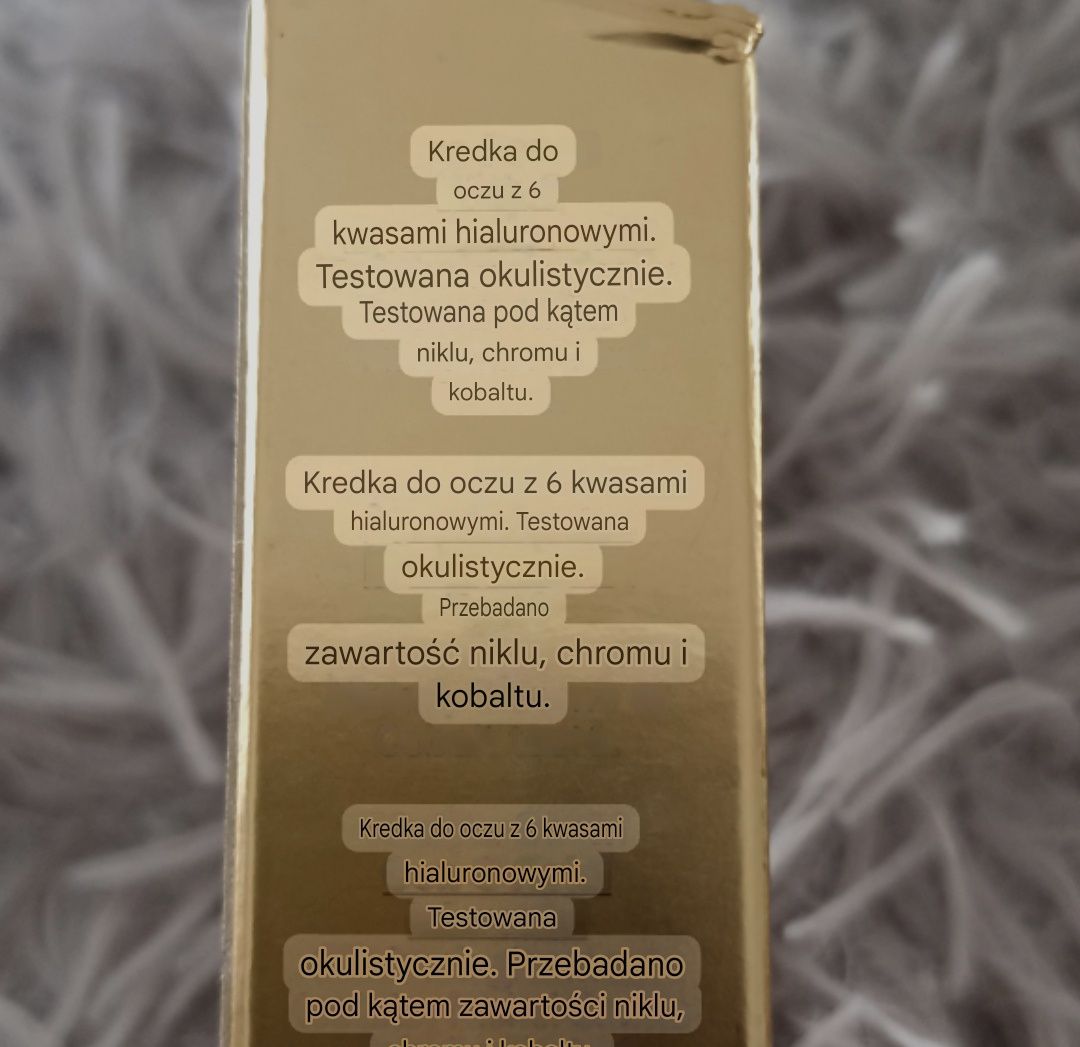 Kredka do
oczu z 6
kwasami hialuronowymi.
Testowana okulistycznie.
Testowana pod kątem
niklu, chromu i
kobaltu.
Kredka do oczu z 6 kwasami
hialuronowymi. Testowana
okulistycznie.
Przebadano
zawartość niklu, chromu i
kobaltu.
Kredka do oczu z 6 kwasami
hialuronowymi.
Testowana
okulistycznie. Przebadano
pod kątem zawartości niklu,
chromu i kobaltu.